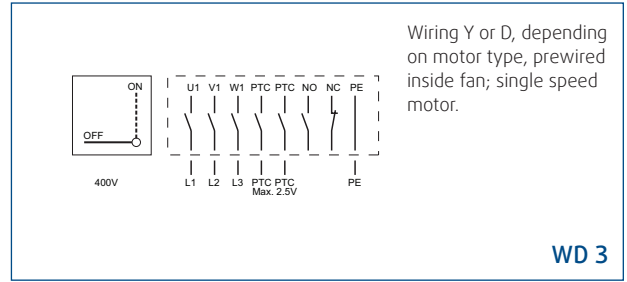 Wiring Y or D, depending
on motor type, prewired
inside fan; single speed
motor.
ON
OFF
400V
U1 V1 W1 PTC PTC NO NC PE
L1 L2 L3 PTC PTC PE
Max. 2.5V
WD 3